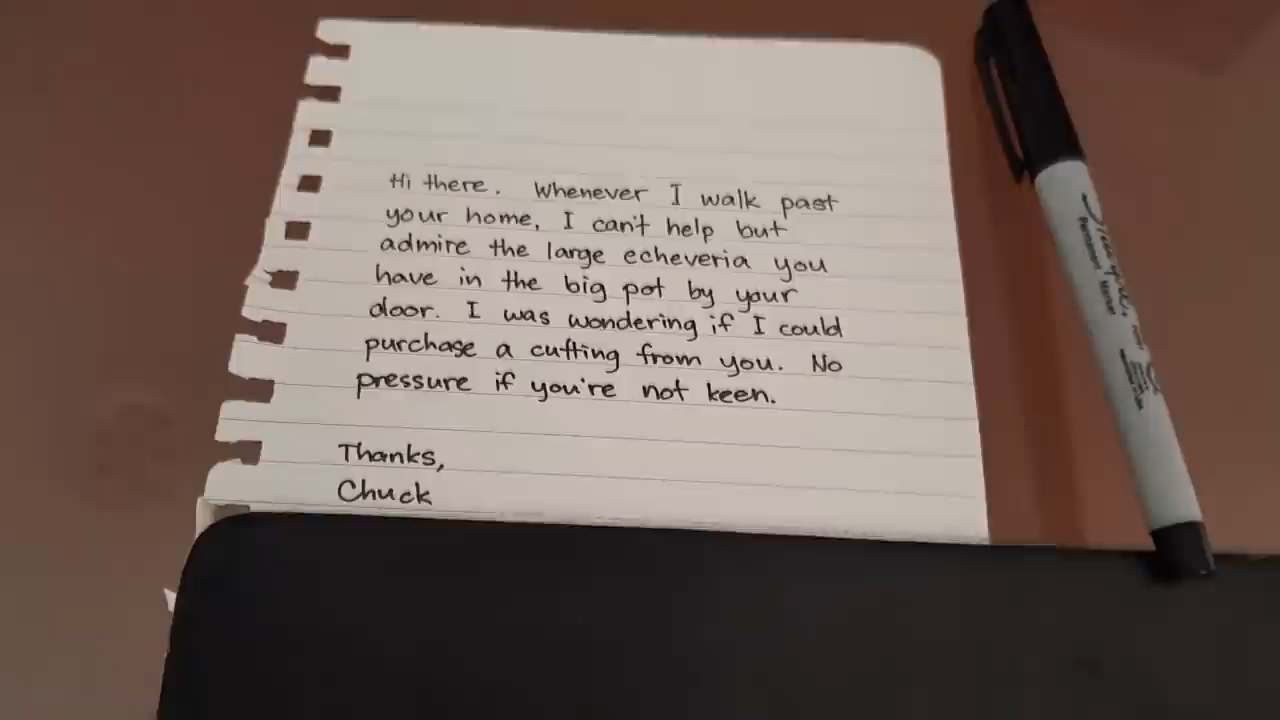 Hi there. Whenever I walk past
your home, I can't help but
admire the large echeveria you
have in the big pot by your
door. I was wondering if I could
purchase a cutting from you. No
pressure if you're not keen.
Thanks,
Chuck
Permanent Marker